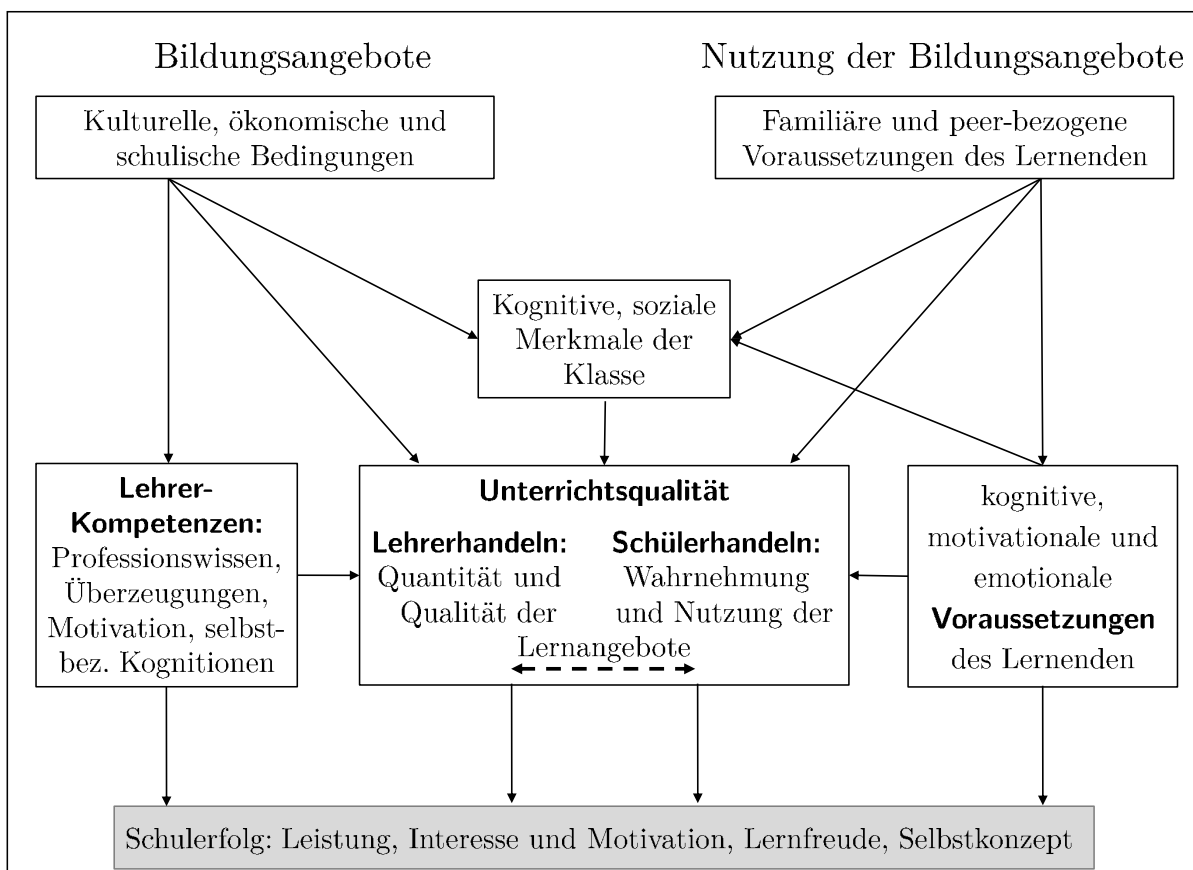 Bildungsangebote
Nutzung der Bildungsangebote
Kulturelle, ökonomische und
schulische Bedingungen
Familiäre und peer-bezogene
Voraussetzungen des Lernenden
Kognitive, soziale
Merkmale der
Klasse
Lehrer-
Kompetenzen:
Professionswissen,
Überzeugungen,
Motivation, selbst-
bez. Kognitionen
Unterrichtsqualität
Lehrerhandeln:
Quantität und
Qualität der
Schülerhandeln:
Wahrnehmung
und Nutzung der
Lernangebote
kognitive,
motivationale und
emotionale
Voraussetzungen
des Lernenden
Schulerfolg: Leistung, Interesse und Motivation, Lernfreude, Selbstkonzept